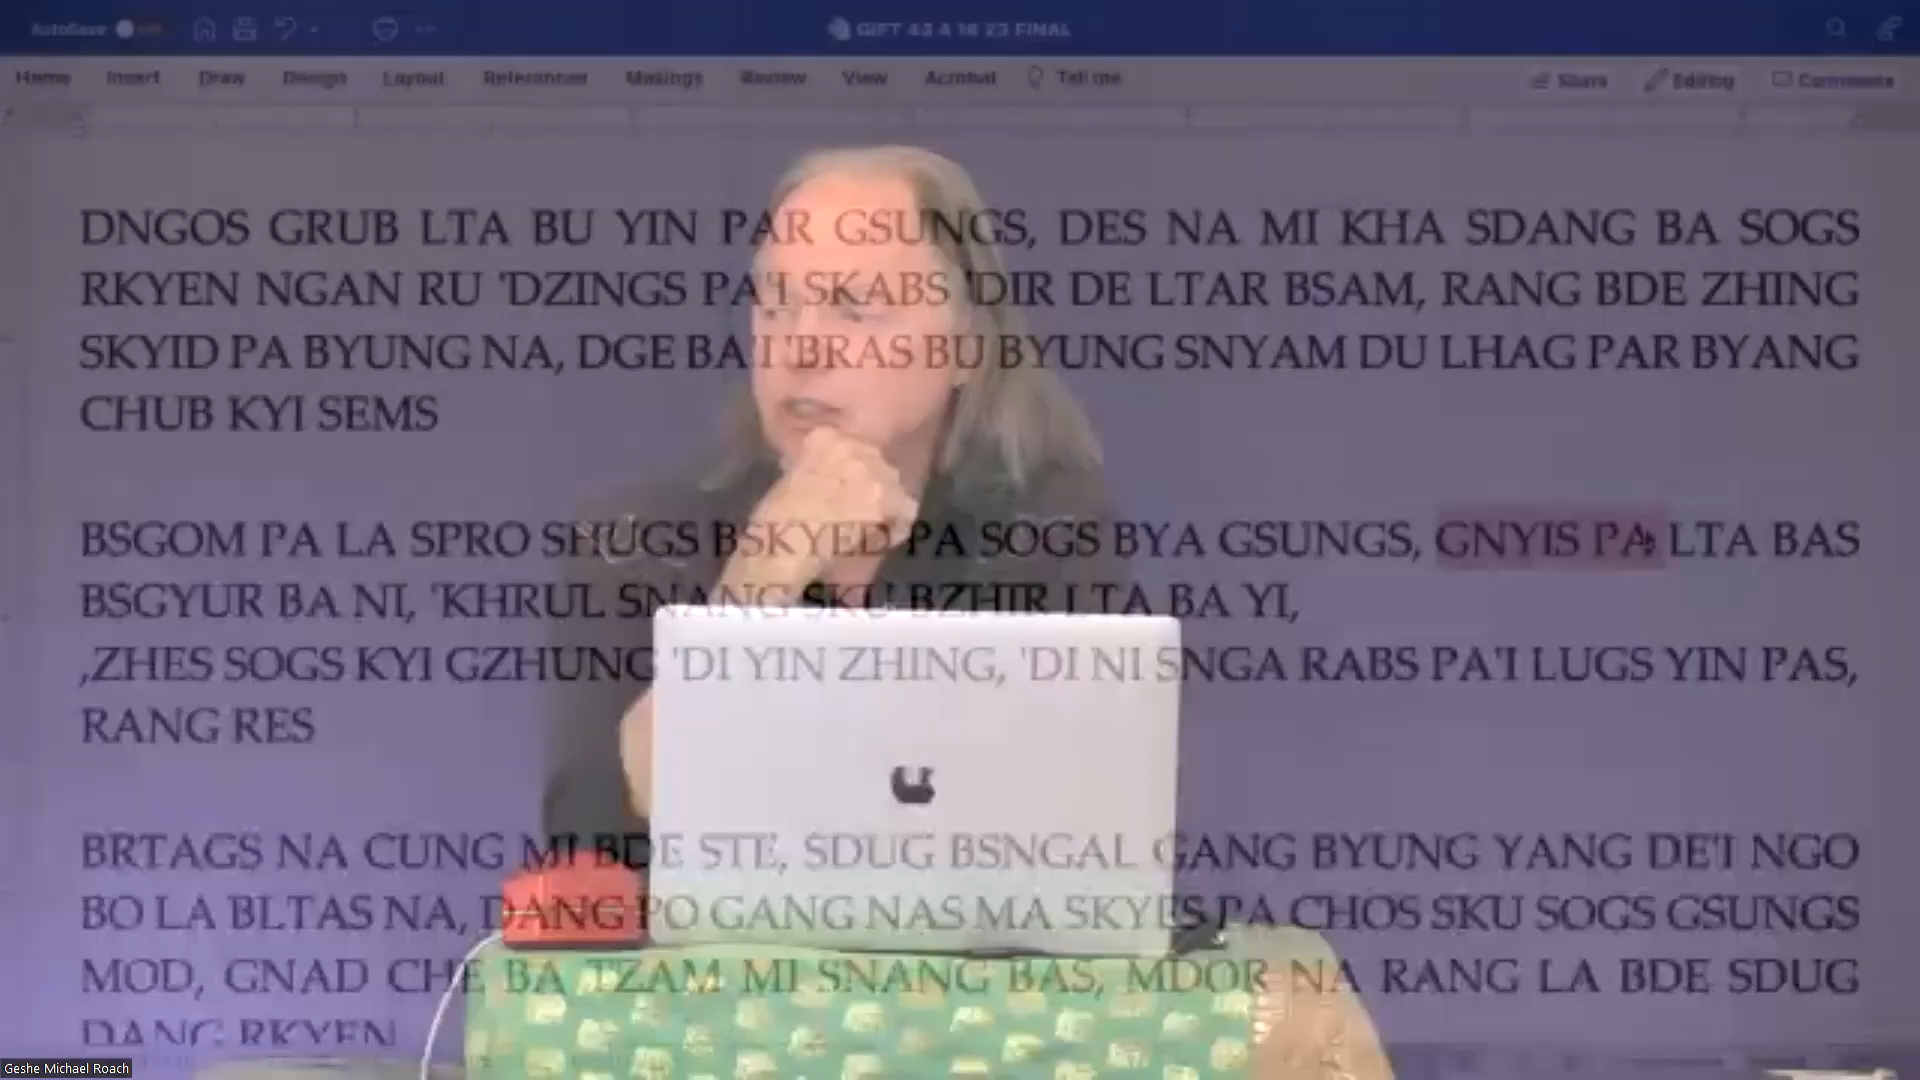 AutoSave
GIFT 43 A 16 23 FINAL
Home Insert Draw Design Layout References Mailings Review View Acrobat Tell me Share Editing Comments
DNGOS GRUB LTA BU YIN PAR GSUNGS, DES NA MI KHA SDANG BA SOGS
RKYEN NGAN RU 'DZINGS PA'I SKABS 'DIR DE LTAR BSAM, RANG BDE ZHING
SKYID PA BYUNG NA, DGE BA'I 'BRAS BU BYUNG SNYAM DU LHAG PAR BYANG
CHUB KYI SEMS
BSGOM PA LA SPRO SHUGS BSKYED PA SOGS BYA GSUNGS, GNYIS PA LTA BAS
BSGYUR BA NI, 'KHRUL SNANG SKU BZHIR LTA BA YI,
,ZHES SOGS KYI GZHUNG 'DI YIN ZHING, 'DI NI SNGA RABS PA'I LUGS YIN PAS,
RANG RES
BRTAGS NA CUNG MI BDE STE, SDUG BSNGAL GANG BYUNG YANG DE'I NGO
BO LA BLTAS NA, DANG PO GANG NAS MA SKYES PA CHOS SKU SOGS GSUNGS
MOD, GNAD CHE BA TZAM MI SNANG BAS, MDOR NA RANG LA BDE SDUG
DANG RKYEN
Geshe Michael Roach